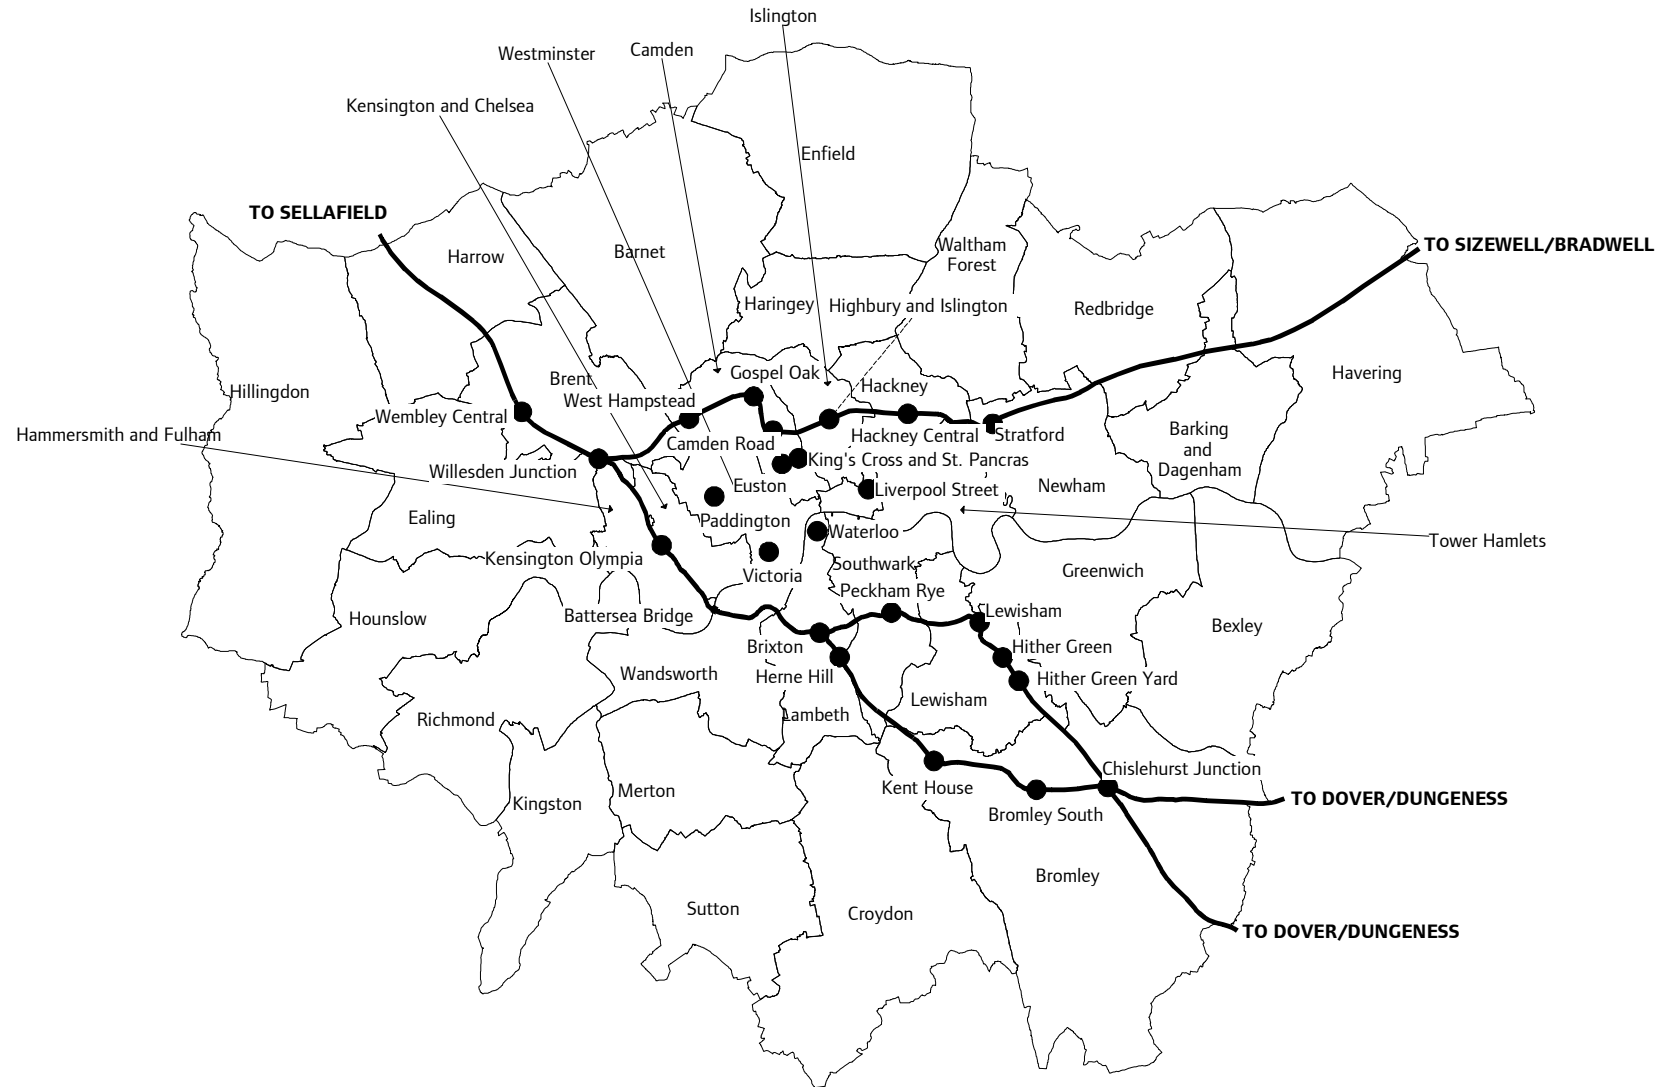 Islington
Westminster
Camden
Kensington and Chelsea
Enfield
TO SELLAFIELD
Harrow
Barnet
Waltham
Forest
TO SIZEWELL/BRADWELL
Haringey
Highbury and Islington
Redbridge
Hillingdon
Brent
Gospel Oak
Hackney
Havering
West Hampstead
Wembley Central
Hammersmith and Fulham
Camden Road
Hackney Central
Stratford
Barking
and
Dagenham
Willesden Junction
King's Cross and St. Pancras
Euston
Liverpool Street
Newham
Ealing
Paddington
Waterloo
Tower Hamlets
Kensington Olympia
Victoria
Southwark
Greenwich
Peckham Rye
Hounslow
Battersea Bridge
Lewisham
Bexley
Brixton
Hither Green
Wandsworth
Herne Hill
Hither Green Yard
Richmond
Lambeth
Lewisham
Chislehurst Junction
Kingston
Merton
Kent House
TO DOVER/DUNGENESS
Bromley South
Bromley
Sutton
Croydon
TO DOVER/DUNGENESS